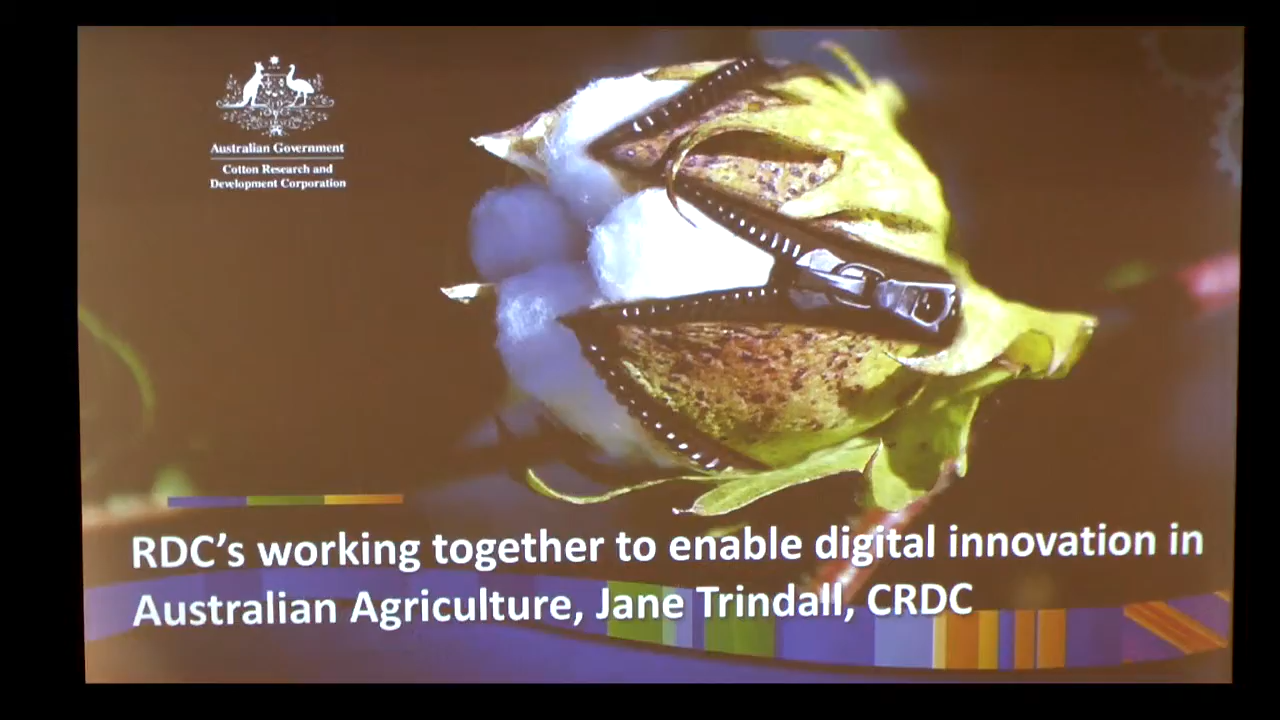 Australian Government
Cotton Research and
Development Corporation
RDC's working together to enable digital innovation in
Australian Agriculture, Jane Trindall, CRDC